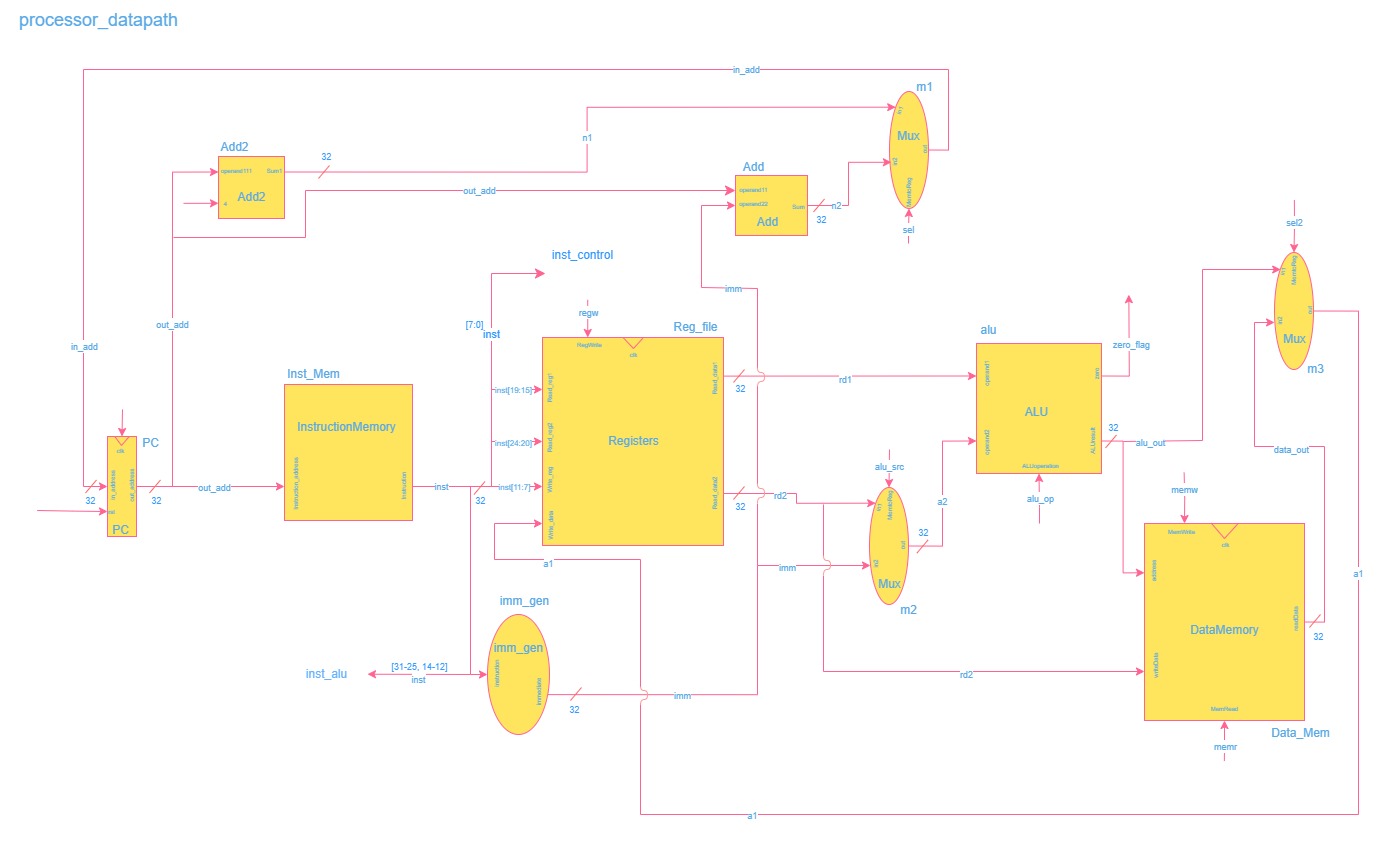 processor_datapath
in_add
m1
in1
Mux
out
in2
MemtoReg
sel
n1
Add2
32
operand111
Sum1
Add2
4
out_add
Add
operand11
operand22
Sum
Add
n2
32
sel2
MemtoReg
in1
out
in2
Mux
m3
inst_control
[7:0]
inst
regw
imm
out_add
in_add
Reg_file
RegWrite
clk
Read_reg1
Read_data1
inst[19:15]
Read_reg2
inst[24:20]
Registers
Write_reg
inst[11:7]
Read_data2
Write_data
32
rd1
alu
zero_flag
operand1
zero
ALU
operand2
ALUresult
ALUoperation
32
alu_out
alu_op
data_out
Inst_Mem
InstructionMemory
Instruction_address
Instruction
PC
clk
in_address
out_address
rst
PC
32
32
out_add
inst
32
32
rd2
alu_src
MemtoReg
in1
out
in2
Mux
m2
32
a2
imm
a1
memw
MemWrite
clk
address
readData
DataMemory
writeData
MemRead
32
Data_Mem
memr
a1
imm_gen
imm_gen
instruction
immediate
inst_alu
[31-25, 14-12]
inst
32
imm
rd2
a1